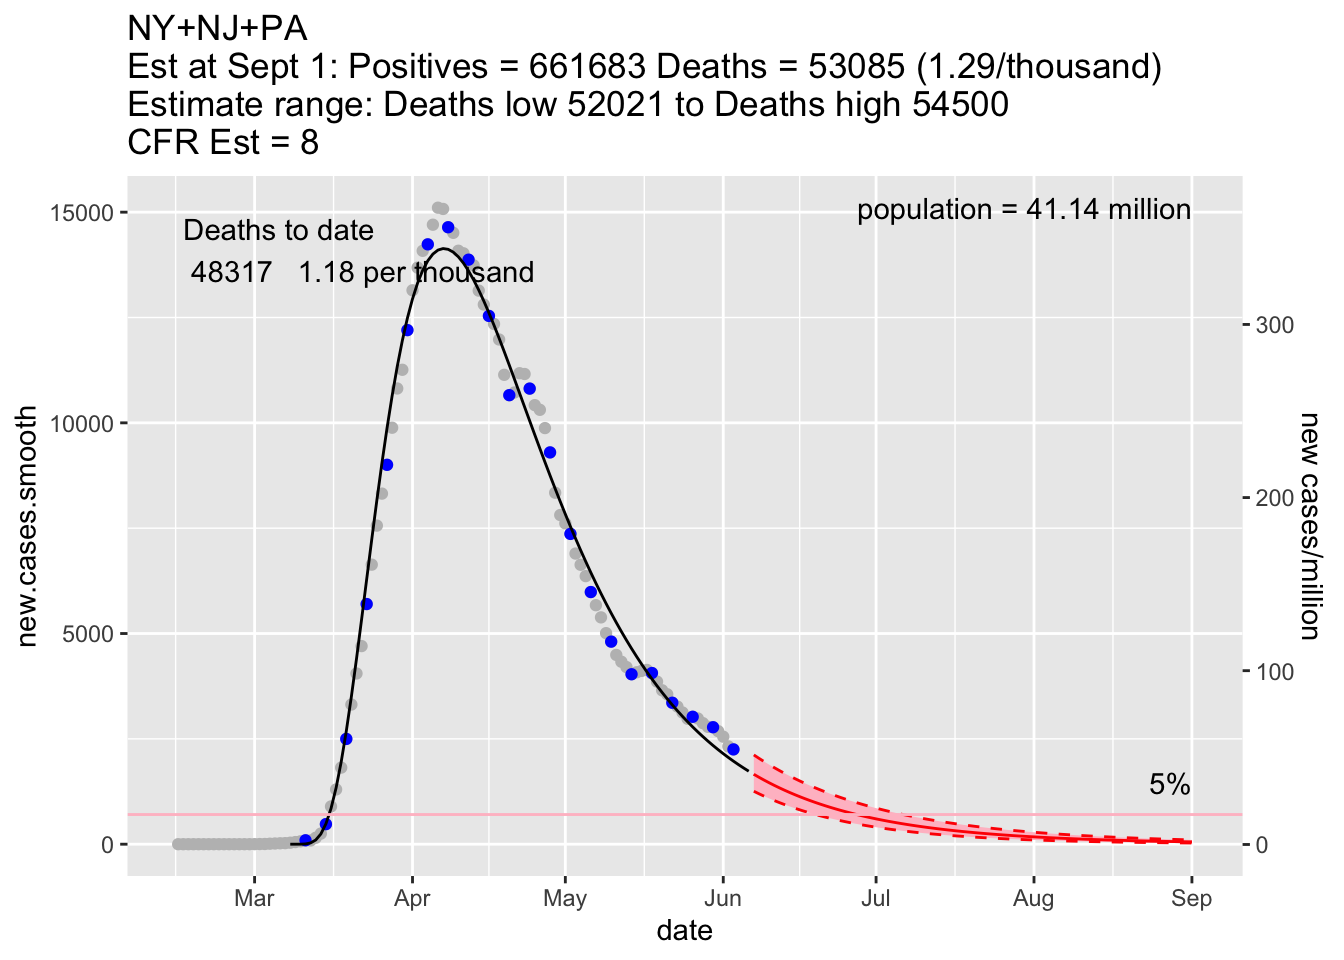 NY+NJ+PA
Est at Sept 1: Positives = 661683 Deaths = 53085 (1.29/thousand)
Estimate range: Deaths low 52021 to Deaths high 54500
CFR Est = 8
population = 41.14 million
Deaths to date
48317 1.18 per thousand
5%
new.cases.smooth
15000
10000
5000
0
300
200
100
0
new cases/million
Mar Apr May Jun Jul Aug Sep
date